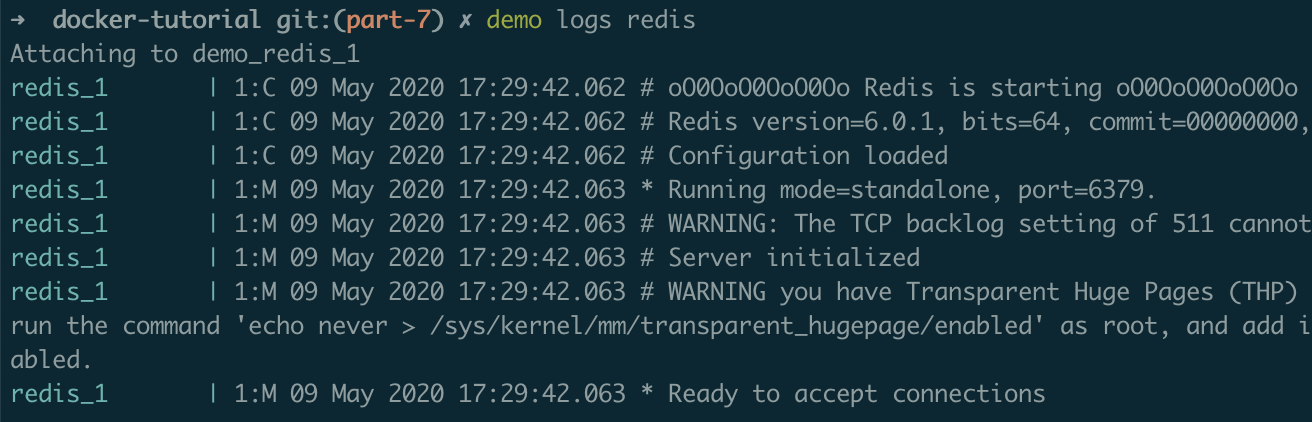 ➜  docker-tutorial git:(part-7) ✗ demo logs redis
Attaching to demo_redis_1
redis_1       | 1:C 09 May 2020 17:29:42.062 # oO0OoO0OoO0Oo Redis is starting oO0OoO0OoO0Oo
redis_1       | 1:C 09 May 2020 17:29:42.062 # Redis version=6.0.1, bits=64, commit=00000000,
redis_1       | 1:C 09 May 2020 17:29:42.062 # Configuration loaded
redis_1       | 1:M 09 May 2020 17:29:42.063 * Running mode=standalone, port=6379.
redis_1       | 1:M 09 May 2020 17:29:42.063 # WARNING: The TCP backlog setting of 511 cannot
redis_1       | 1:M 09 May 2020 17:29:42.063 # Server initialized
redis_1       | 1:M 09 May 2020 17:29:42.063 # WARNING you have Transparent Huge Pages (THP)
run the command 'echo never > /sys/kernel/mm/transparent_hugepage/enabled' as root, and add i
abled.
redis_1       | 1:M 09 May 2020 17:29:42.063 * Ready to accept connections